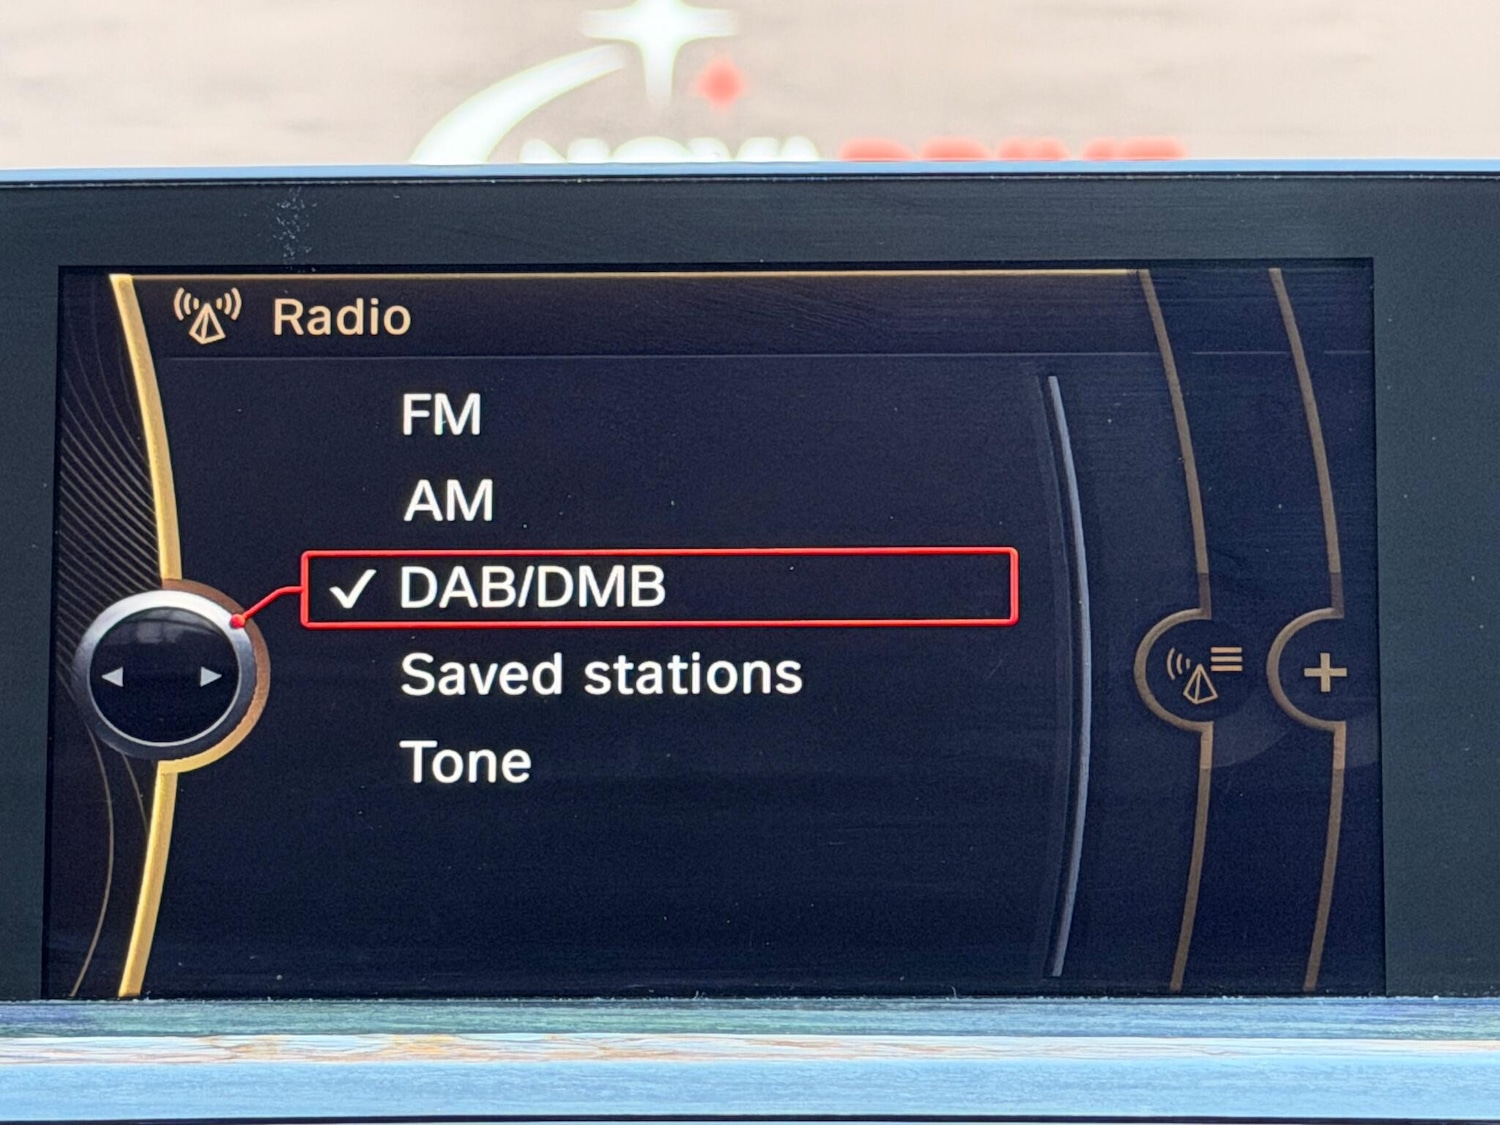 Radio
FM
AM
DAB/DMB
Saved stations
Tone